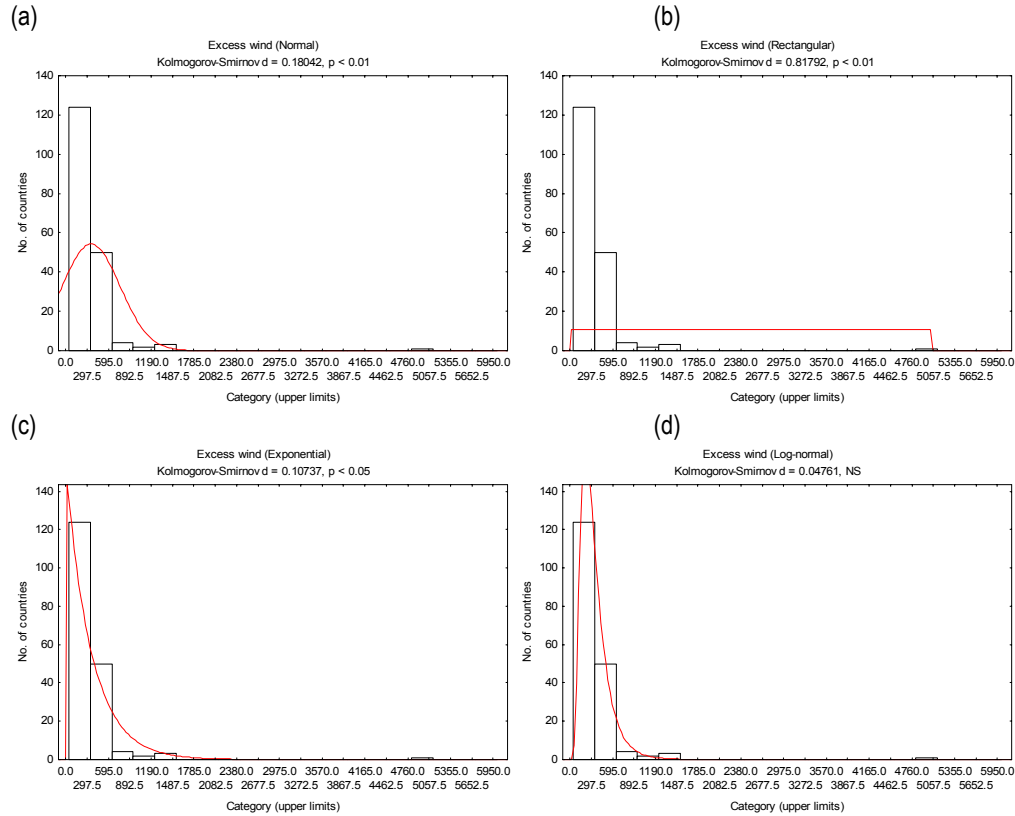 (a)
Excess wind (Normal)
Kolmogorov-Smirnov d = 0.18042, p < 0.01
No. of countries
140
120
100
80
60
40
20
0
0.0 595.0 1190.0 1785.0 2380.0 2975.0 3570.0 4165.0 4760.0 5355.0 5950.0
297.5 892.5 1487.5 2082.5 2677.5 3272.5 3867.5 4462.5 5057.5 5652.5
Category (upper limits)
(b)
Excess wind (Rectangular)
Kolmogorov-Smirnov d = 0.81792, p < 0.01
No. of countries
140
120
100
80
60
40
20
0
0.0 595.0 1190.0 1785.0 2380.0 2975.0 3570.0 4165.0 4760.0 5355.0 5950.0
297.5 892.5 1487.5 2082.5 2677.5 3272.5 3867.5 4462.5 5057.5 5652.5
Category (upper limits)
(c)
Excess wind (Exponential)
Kolmogorov-Smirnov d = 0.10737, p < 0.05
No. of countries
140
120
100
80
60
40
20
0
0.0 595.0 1190.0 1785.0 2380.0 2975.0 3570.0 4165.0 4760.0 5355.0 5950.0
297.5 892.5 1487.5 2082.5 2677.5 3272.5 3867.5 4462.5 5057.5 5652.5
Category (upper limits)
(d)
Excess wind (Log-normal)
Kolmogorov-Smirnov d = 0.04761, NS
No. of countries
140
120
100
80
60
40
20
0
0.0 595.0 1190.0 1785.0 2380.0 2975.0 3570.0 4165.0 4760.0 5355.0 5950.0
297.5 892.5 1487.5 2082.5 2677.5 3272.5 3867.5 4462.5 5057.5 5652.5
Category (upper limits)